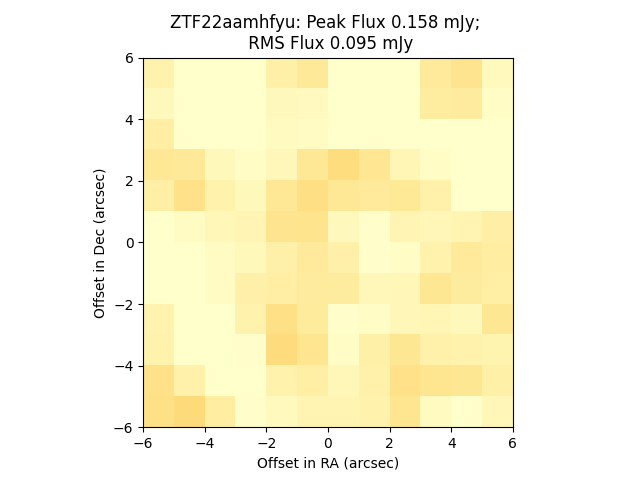 ZTF22aamhfyu: Peak Flux 0.158 mJy;
RMS Flux 0.095 mJy
6
4
2
0
−2
−4
−6
Offset in Dec (arcsec)
−6 −4 −2 0 2 4 6
Offset in RA (arcsec)